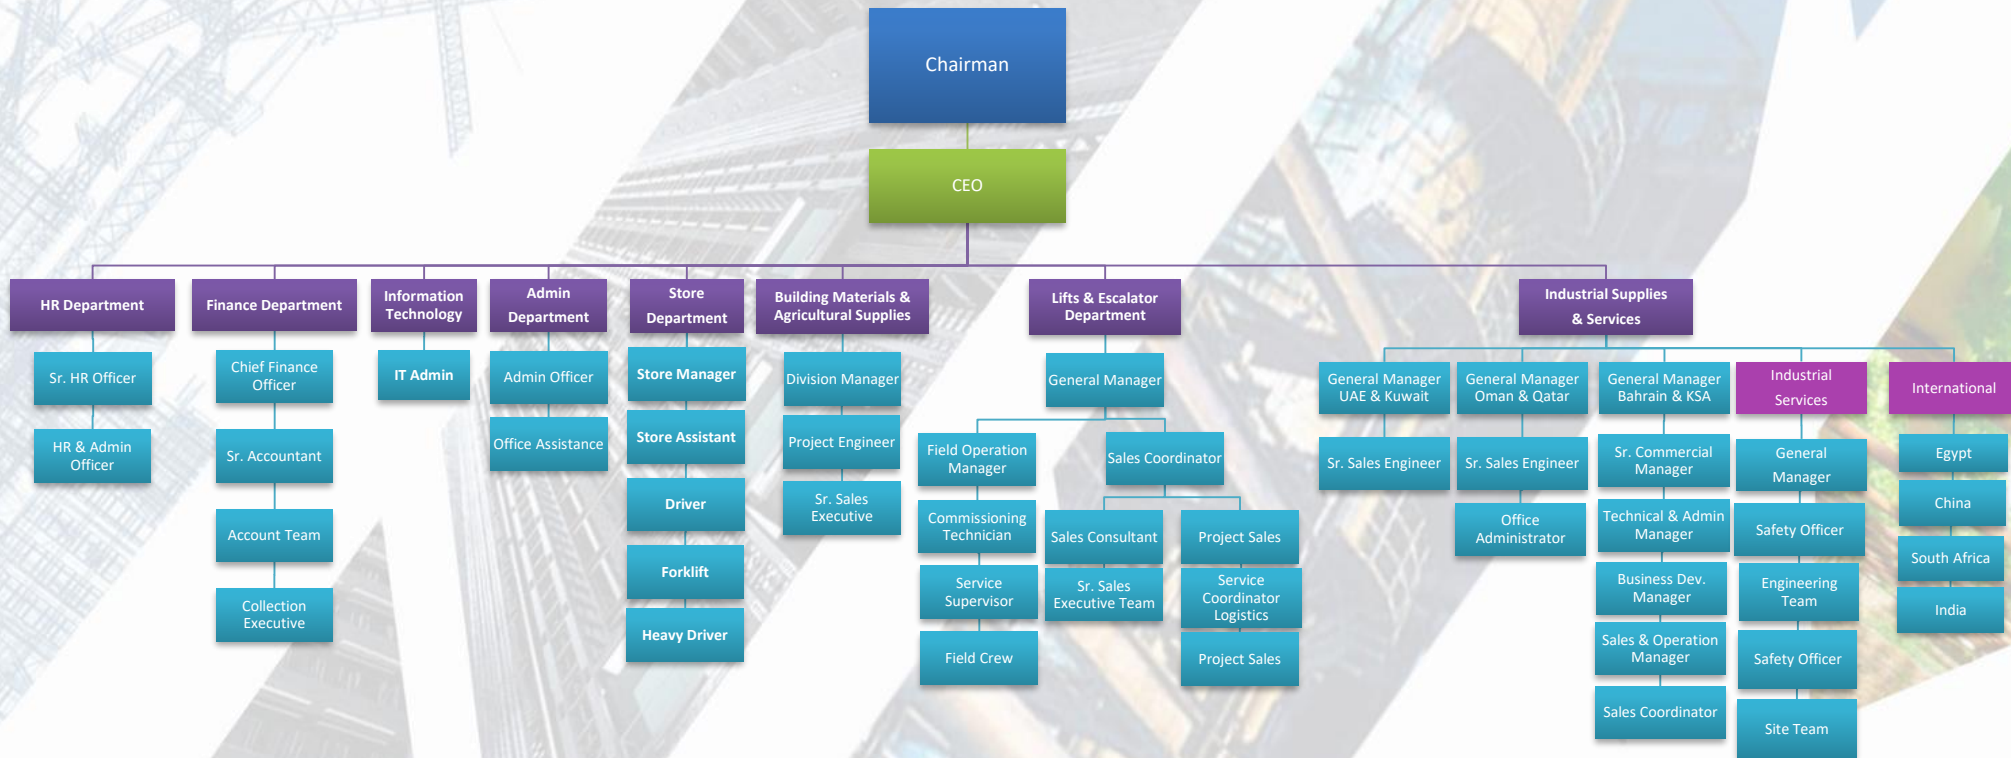 Chairman
CEO
HR Department
Sr. HR Officer
HR & Admin
Officer
Finance Department
Chief Finance
Officer
Sr. Accountant
Account Team
Collection
Executive
Information
Technology
IT Admin
Admin
Department
Admin Officer
Office Assistance
Store
Department
Store Manager
Store Assistant
Driver
Forklift
Heavy Driver
Building Materials &
Agricultural Supplies
Division Manager
Project Engineer
Sr. Sales
Executive
Lifts & Escalator
Department
General Manager
Field Operation
Manager
Commissioning
Technician
Service
Supervisor
Field Crew
Sales Coordinator
Sales Consultant
Sr. Sales
Executive Team
Project Sales
Service
Coordinator
Logistics
Project Sales
Industrial Supplies
& Services
General Manager
UAE & Kuwait
Sr. Sales Engineer
General Manager
Oman & Qatar
Sr. Sales Engineer
Office
Administrator
General Manager
Bahrain & KSA
Sr. Commercial
Manager
Technical & Admin
Manager
Business Dev.
Manager
Sales & Operation
Manager
Sales Coordinator
Industrial
Services
General
Manager
Safety Officer
Engineering
Team
Safety Officer
Site Team
International
Egypt
China
South Africa
India